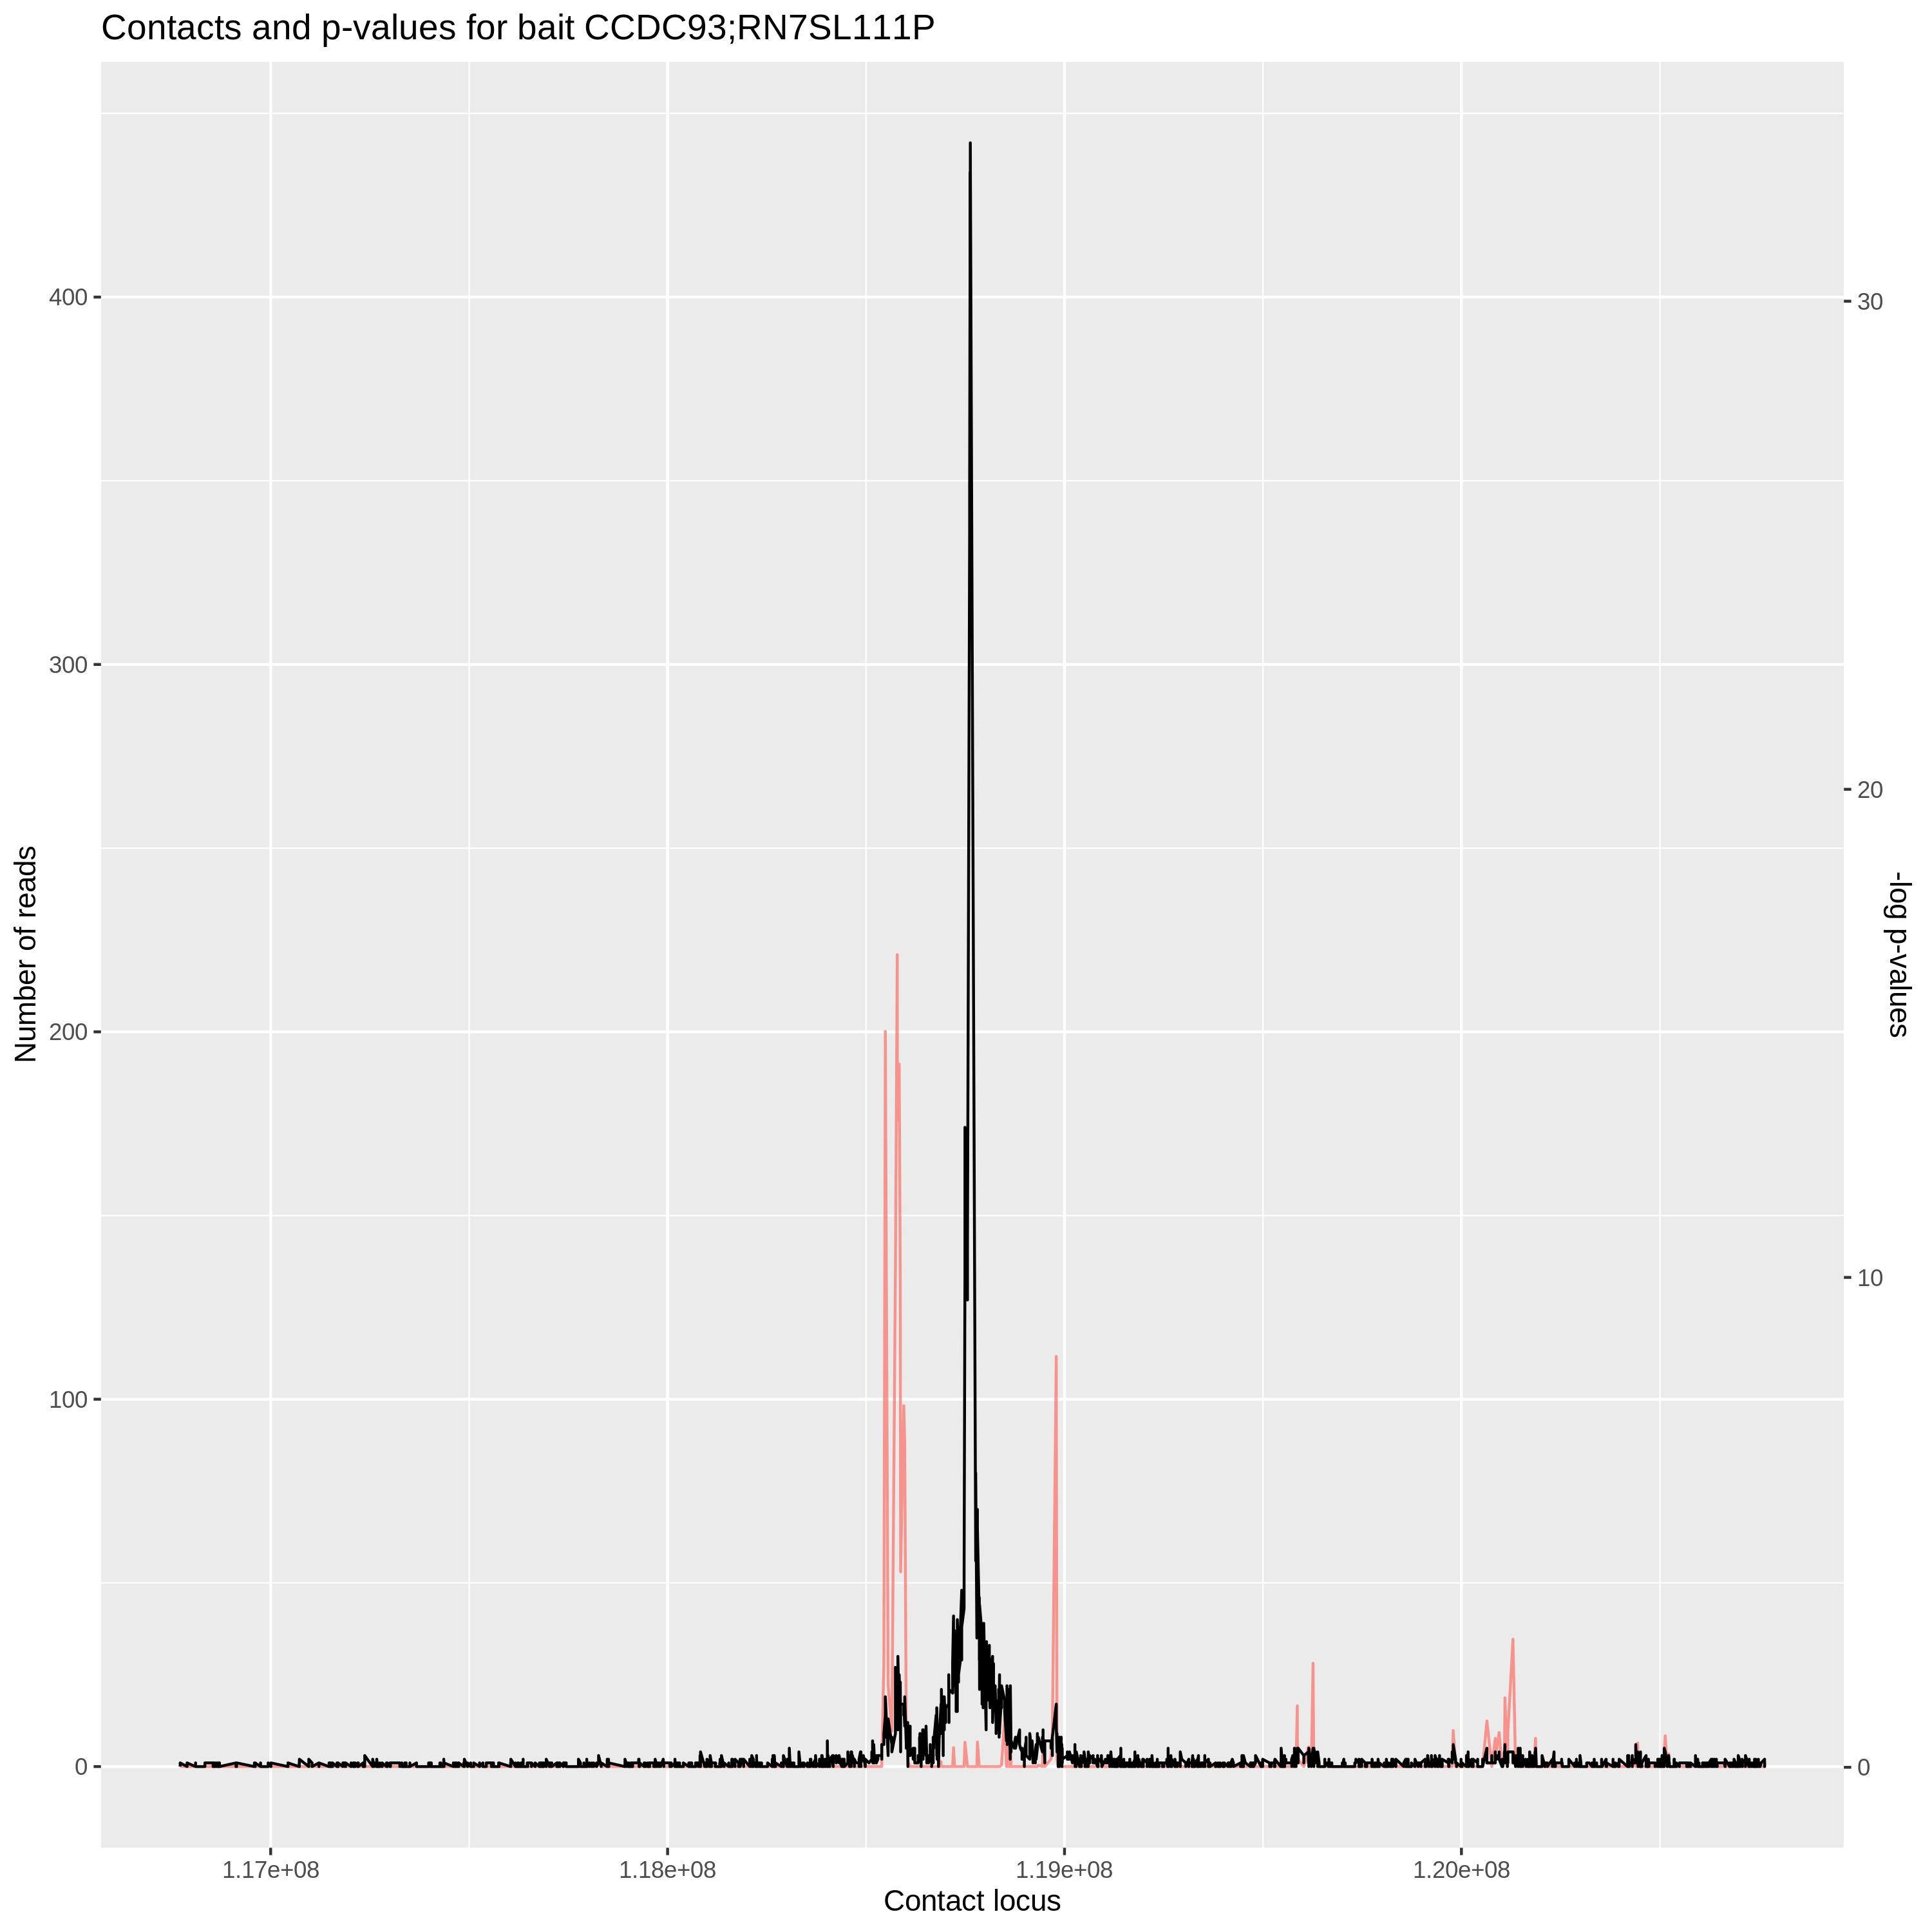 Contacts and p-values for bait CCDC93;RN7SL111P
Number of reads
400
300
200
100
0
30
20
10
0
-log p-values
1.17e+08
1.18e+08
1.19e+08
1.20e+08
Contact locus